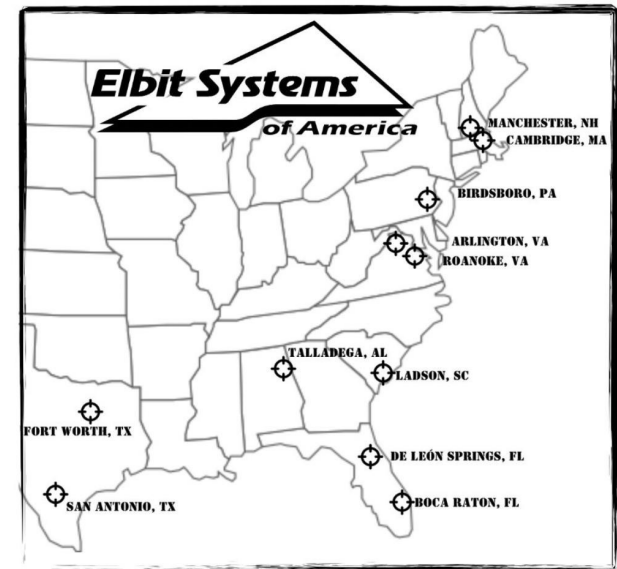 Elbit Systems
of America
MANCHESTER, NH
CAMBRIDGE, MA
BIRDSBORO, PA
ARLINGTON, VA
ROANOKE, VA
TALLADEGA, AL
LADSON, SC
FORT WORTH, TX
DE LEÓN SPRINGS, FL
SAN ANTONIO, TX
BOCA RATON, FL